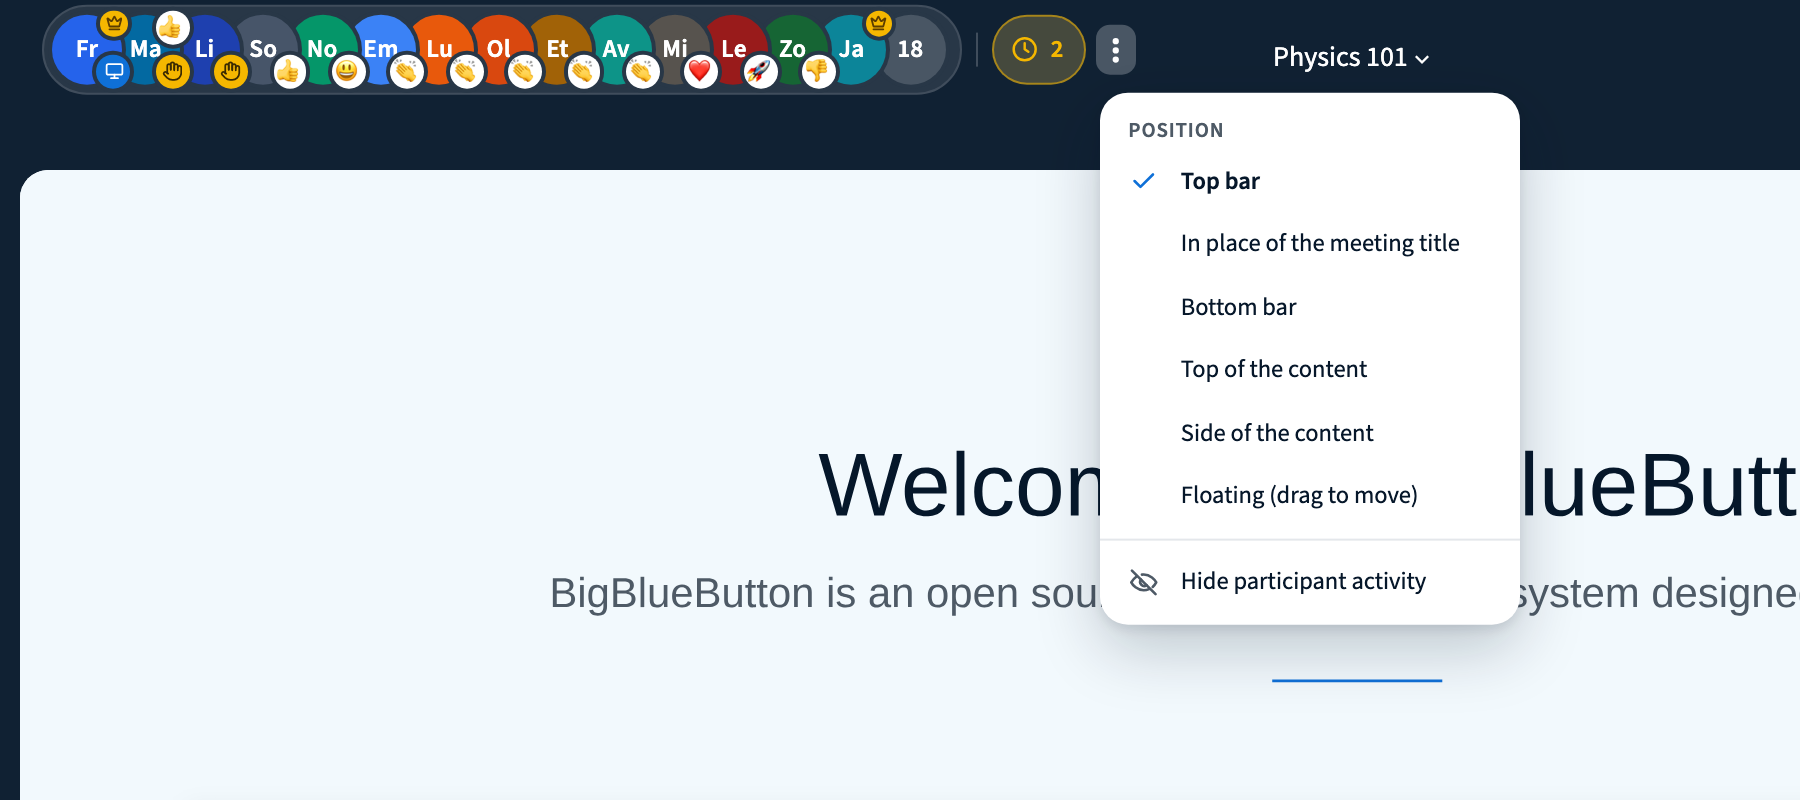 Fr Ma Li So No Em Lu Ol Et Av Mi Le Zo Ja 18
2
Physics 101
POSITION
Top bar
In place of the meeting title
Bottom bar
Top of the content
Side of the content
Floating (drag to move)
Hide participant activity
Welcom lueButt
BigBlueButton is an open sou system designe